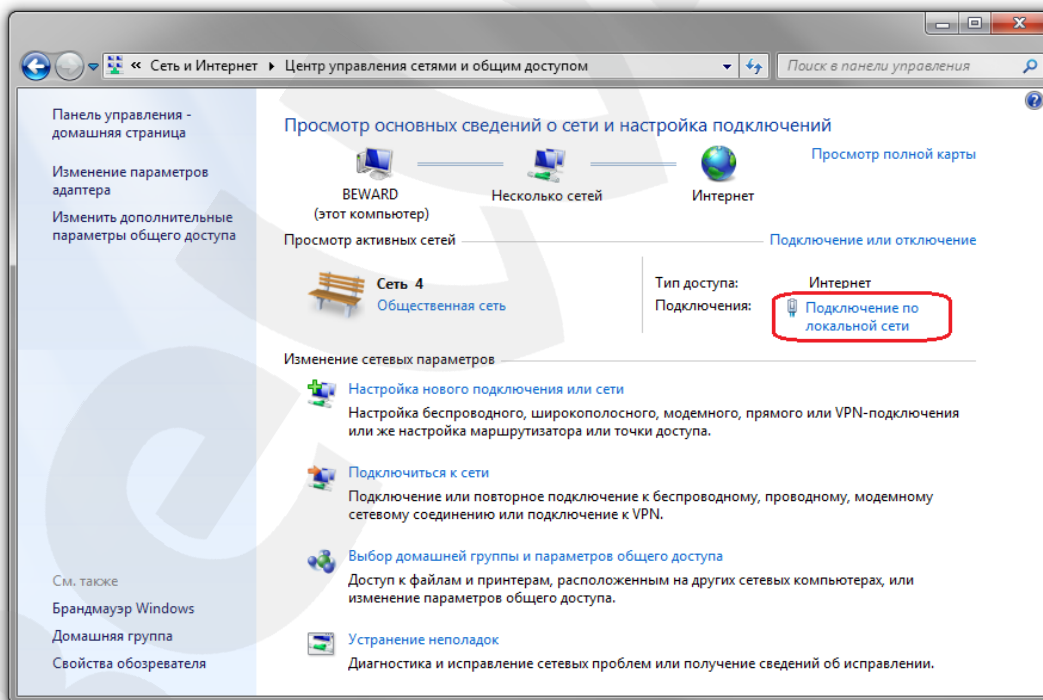 « Сеть и Интернет ▸ Центр управления сетями и общим доступом
Поиск в панели управления
Панель управления -
домашняя страница
Изменение параметров
адаптера
Изменить дополнительные
параметры общего доступа
См. также
Брандмауэр Windows
Домашняя группа
Свойства обозревателя
Просмотр основных сведений о сети и настройка подключений
Просмотр полной карты
BEWARD
(этот компьютер)
Несколько сетей
Интернет
Просмотр активных сетей
Подключение или отключение
Сеть 4
Общественная сеть
Тип доступа: Интернет
Подключения: Подключение по
локальной сети
Изменение сетевых параметров
Настройка нового подключения или сети
Настройка беспроводного, широкополосного, модемного, прямого или VPN-подключения
или же настройка маршрутизатора или точки доступа.
Подключиться к сети
Подключение или повторное подключение к беспроводному, проводному, модемному
сетевому соединению или подключение к VPN.
Выбор домашней группы и параметров общего доступа
Доступ к файлам и принтерам, расположенным на других сетевых компьютерах, или
изменение параметров общего доступа.
Устранение неполадок
Диагностика и исправление сетевых проблем или получение сведений об исправлении.